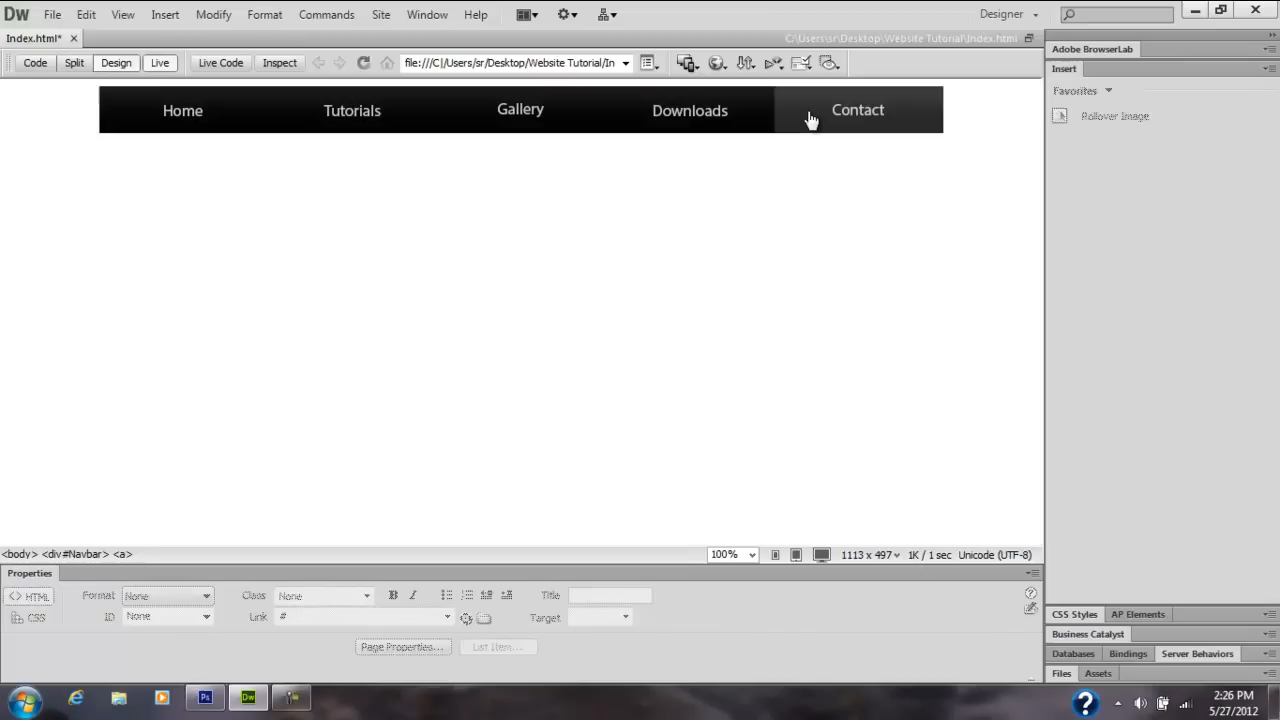 Dw File Edit View Insert Modify Format Commands Site Window Help Designer
Index.html* C:\Users\sr\Desktop\Website Tutorial\Index.html Adobe BrowserLab
Code Split Design Live Live Code Inspect file:///C|/Users/sr/Desktop/Website Tutorial/In Insert
Favorites
Home Tutorials Gallery Downloads Contact
Rollover Image
<body> <div#Navbar> <a> 100% 1113 x 497 1K / 1 sec Unicode (UTF-8)
Properties
<> HTML Format None Class None B I Title
CSS ID None Link # Target
Page Properties... List Item...
CSS Styles AP Elements
Business Catalyst
Databases Bindings Server Behaviors
Files Assets
Ps Dw ? 2:26 PM
5/27/2012